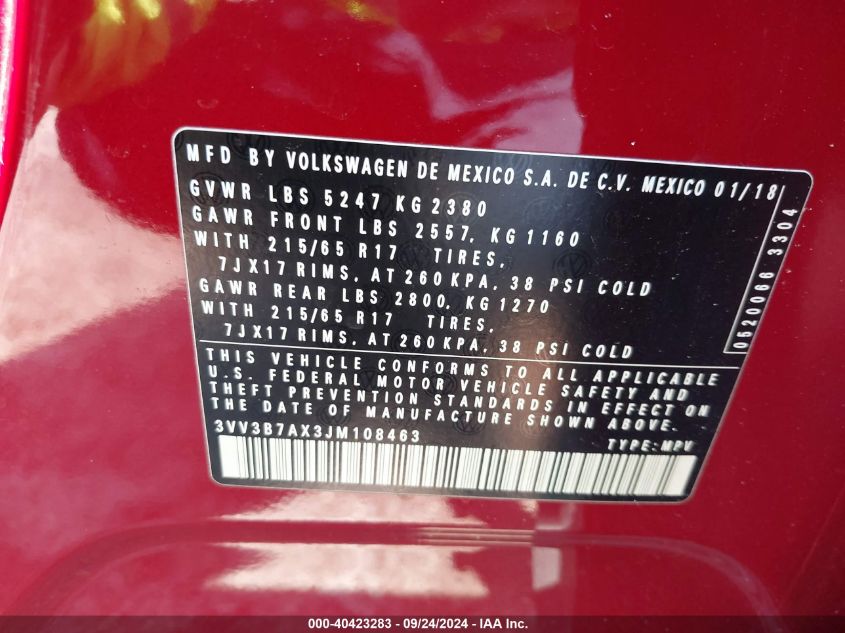 MFD BY VOLKSWAGEN DE MEXICO S.A. DE C.V. MEXICO 01/18
GVWR LBS 5247 KG 2380
GAWR FRONT LBS 2557, KG 1160
WITH 215/65 R17 TIRES,
7JX17 RIMS, AT 260 KPA, 38 PSI COLD
GAWR REAR LBS 2800, KG 1270
WITH 215/65 R17 TIRES,
7JX17 RIMS, AT 260 KPA, 38 PSI COLD
0520066 3304
THIS VEHICLE CONFORMS TO ALL APPLICABLE
U.S. FEDERAL MOTOR VEHICLE SAFETY AND
THEFT PREVENTION STANDARDS IN EFFECT ON
THE DATE OF MANUFACTURE SHOWN ABOVE.
3VV3B7AX3JM108463 TYPE: MPV
000-40423283 - 09/24/2024 - IAA Inc.